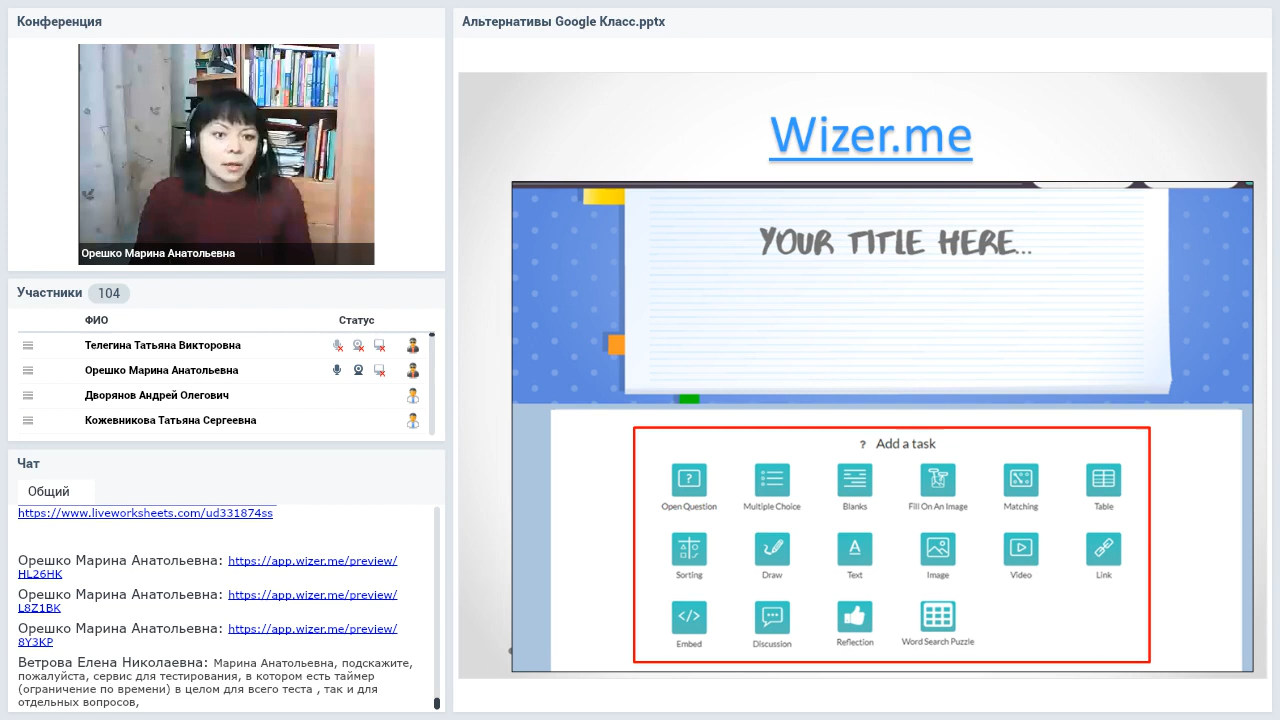 Конференция
Орешко Марина Анатольевна
Участники 104
ФИО Статус
Телегина Татьяна Викторовна
Орешко Марина Анатольевна
Дворянов Андрей Олегович
Кожевникова Татьяна Сергеевна
Чат
Общий
https://www.liveworksheets.com/ud331874ss
Орешко Марина Анатольевна: https://app.wizer.me/preview/
HL26HK
Орешко Марина Анатольевна: https://app.wizer.me/preview/
L8Z1BK
Орешко Марина Анатольевна: https://app.wizer.me/preview/
8Y3KP
Ветрова Елена Николаевна: Марина Анатольевна, подскажите,
пожалуйста, сервис для тестирования, в котором есть таймер
(ограничение по времени) в целом для всего теста , так и для
отдельных вопросов,
Альтернативы Google Класс.pptx
Wizer.me
YOUR TITLE HERE...
? Add a task
Open Question Multiple Choice Blanks Fill On An Image Matching Table
Sorting Draw Text Image Video Link
Embed Discussion Reflection Word Search Puzzle